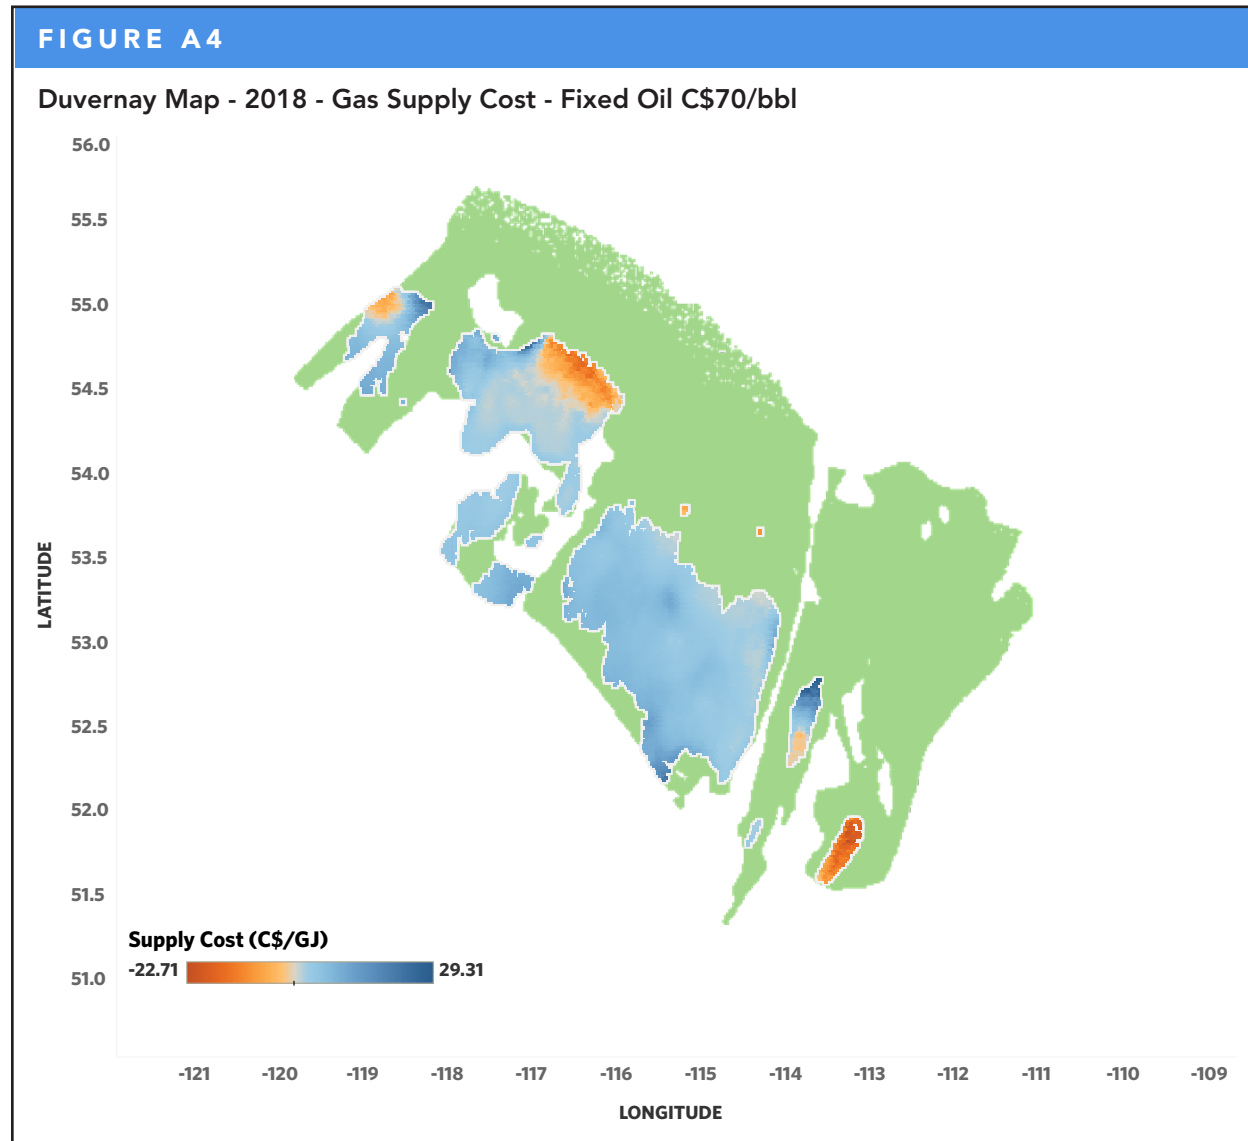 FIGURE A4
Duvernay Map - 2018 - Gas Supply Cost - Fixed Oil C$70/bbl
56.0
55.5
55.0
54.5
54.0
53.5
53.0
52.5
52.0
51.5
51.0
LATITUDE
Supply Cost (C$/GJ)
-22.71 29.31
-121 -120 -119 -118 -117 -116 -115 -114 -113 -112 -111 -110 -109
LONGITUDE